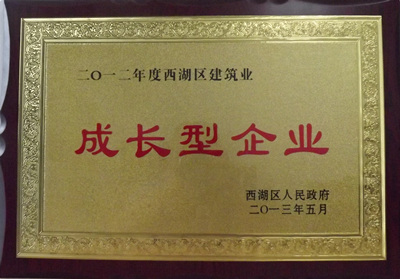 二〇一二年度西湖区建筑业
成长型企业
西湖区人民政府
二〇一三年五月